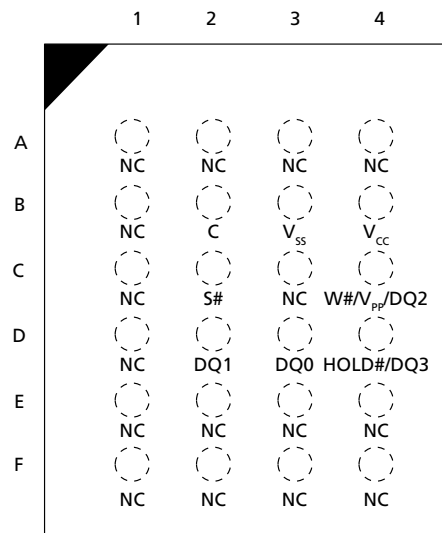 1 2 3 4
A
NC NC NC NC
B
NC C VSS VCC
C
NC S# NC W#/VPP/DQ2
D
NC DQ1 DQ0 HOLD#/DQ3
E
NC NC NC NC
F
NC NC NC NC